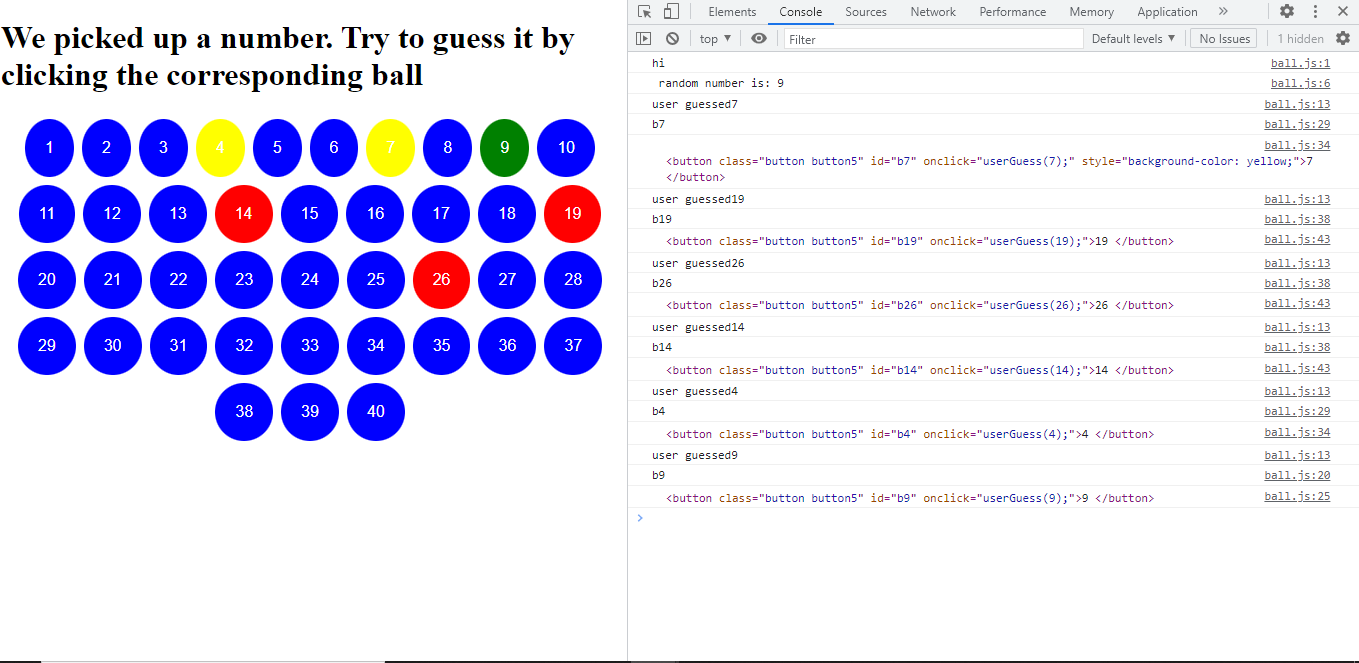 We picked up a number. Try to guess it by
clicking the corresponding ball
1 2 3 4 5 6 7 8 9 10
11 12 13 14 15 16 17 18 19
20 21 22 23 24 25 26 27 28
29 30 31 32 33 34 35 36 37
38 39 40
Elements Console Sources Network Performance Memory Application »
top ▼ Filter Default levels ▼ No Issues 1 hidden
hi ball.js:1
random number is: 9 ball.js:6
user guessed7 ball.js:13
b7 ball.js:29
ball.js:34
<button class="button button5" id="b7" onclick="userGuess(7);" style="background-color: yellow;">7
</button>
user guessed19 ball.js:13
b19 ball.js:38
<button class="button button5" id="b19" onclick="userGuess(19);">19 </button> ball.js:43
user guessed26 ball.js:13
b26 ball.js:38
<button class="button button5" id="b26" onclick="userGuess(26);">26 </button> ball.js:43
user guessed14 ball.js:13
b14 ball.js:38
<button class="button button5" id="b14" onclick="userGuess(14);">14 </button> ball.js:43
user guessed4 ball.js:13
b4 ball.js:29
<button class="button button5" id="b4" onclick="userGuess(4);">4 </button> ball.js:34
user guessed9 ball.js:13
b9 ball.js:20
<button class="button button5" id="b9" onclick="userGuess(9);">9 </button> ball.js:25